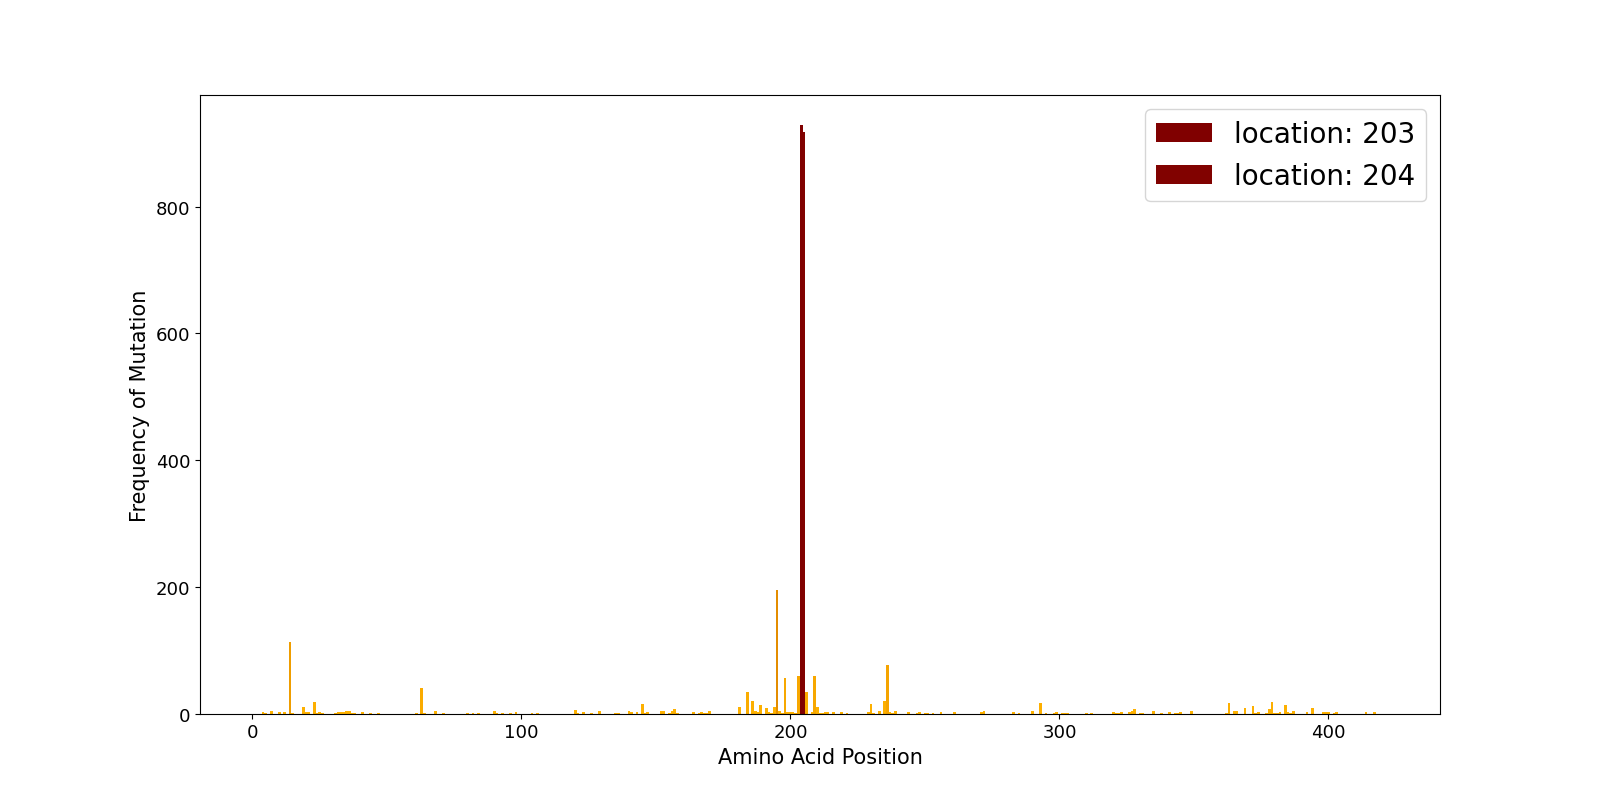 location: 203
location: 204
800
600
400
200
0
Frequency of Mutation
0 100 200 300 400
Amino Acid Position